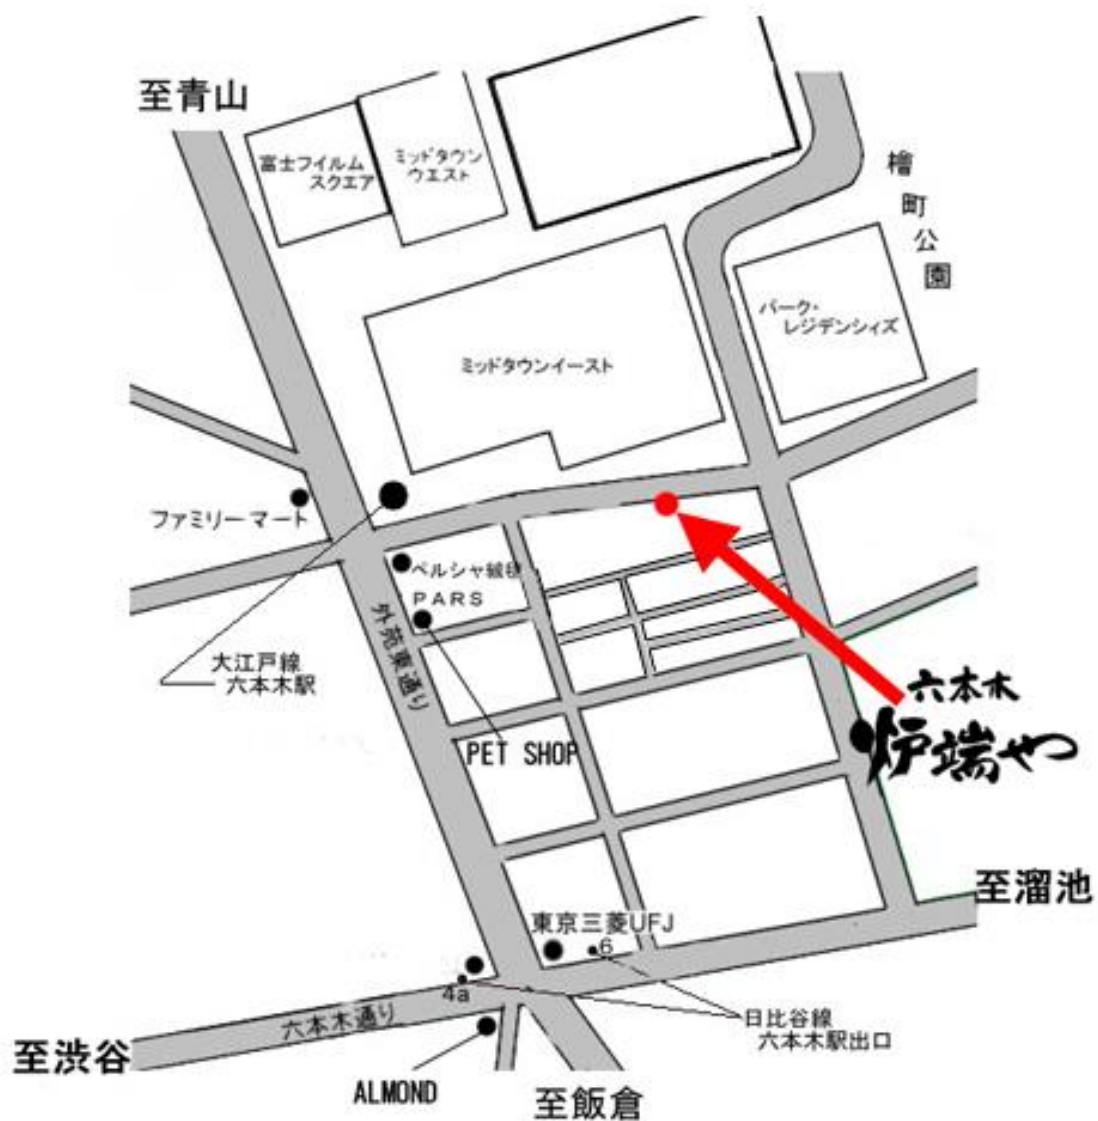 至青山
富士フイルム
スクエア
ミッドタウン
ウエスト
檜町公園
パーク・
レジデンシィズ
ミッドタウンイースト
ファミリーマート
ペルシャ絨毯
PARS
外苑東通り
大江戸線
六本木駅
PET SHOP
六本木
炉端やつ
至溜池
東京三菱UFJ
6
4a
六本木通り
日比谷線
六本木駅出口
至渋谷
ALMOND
至飯倉